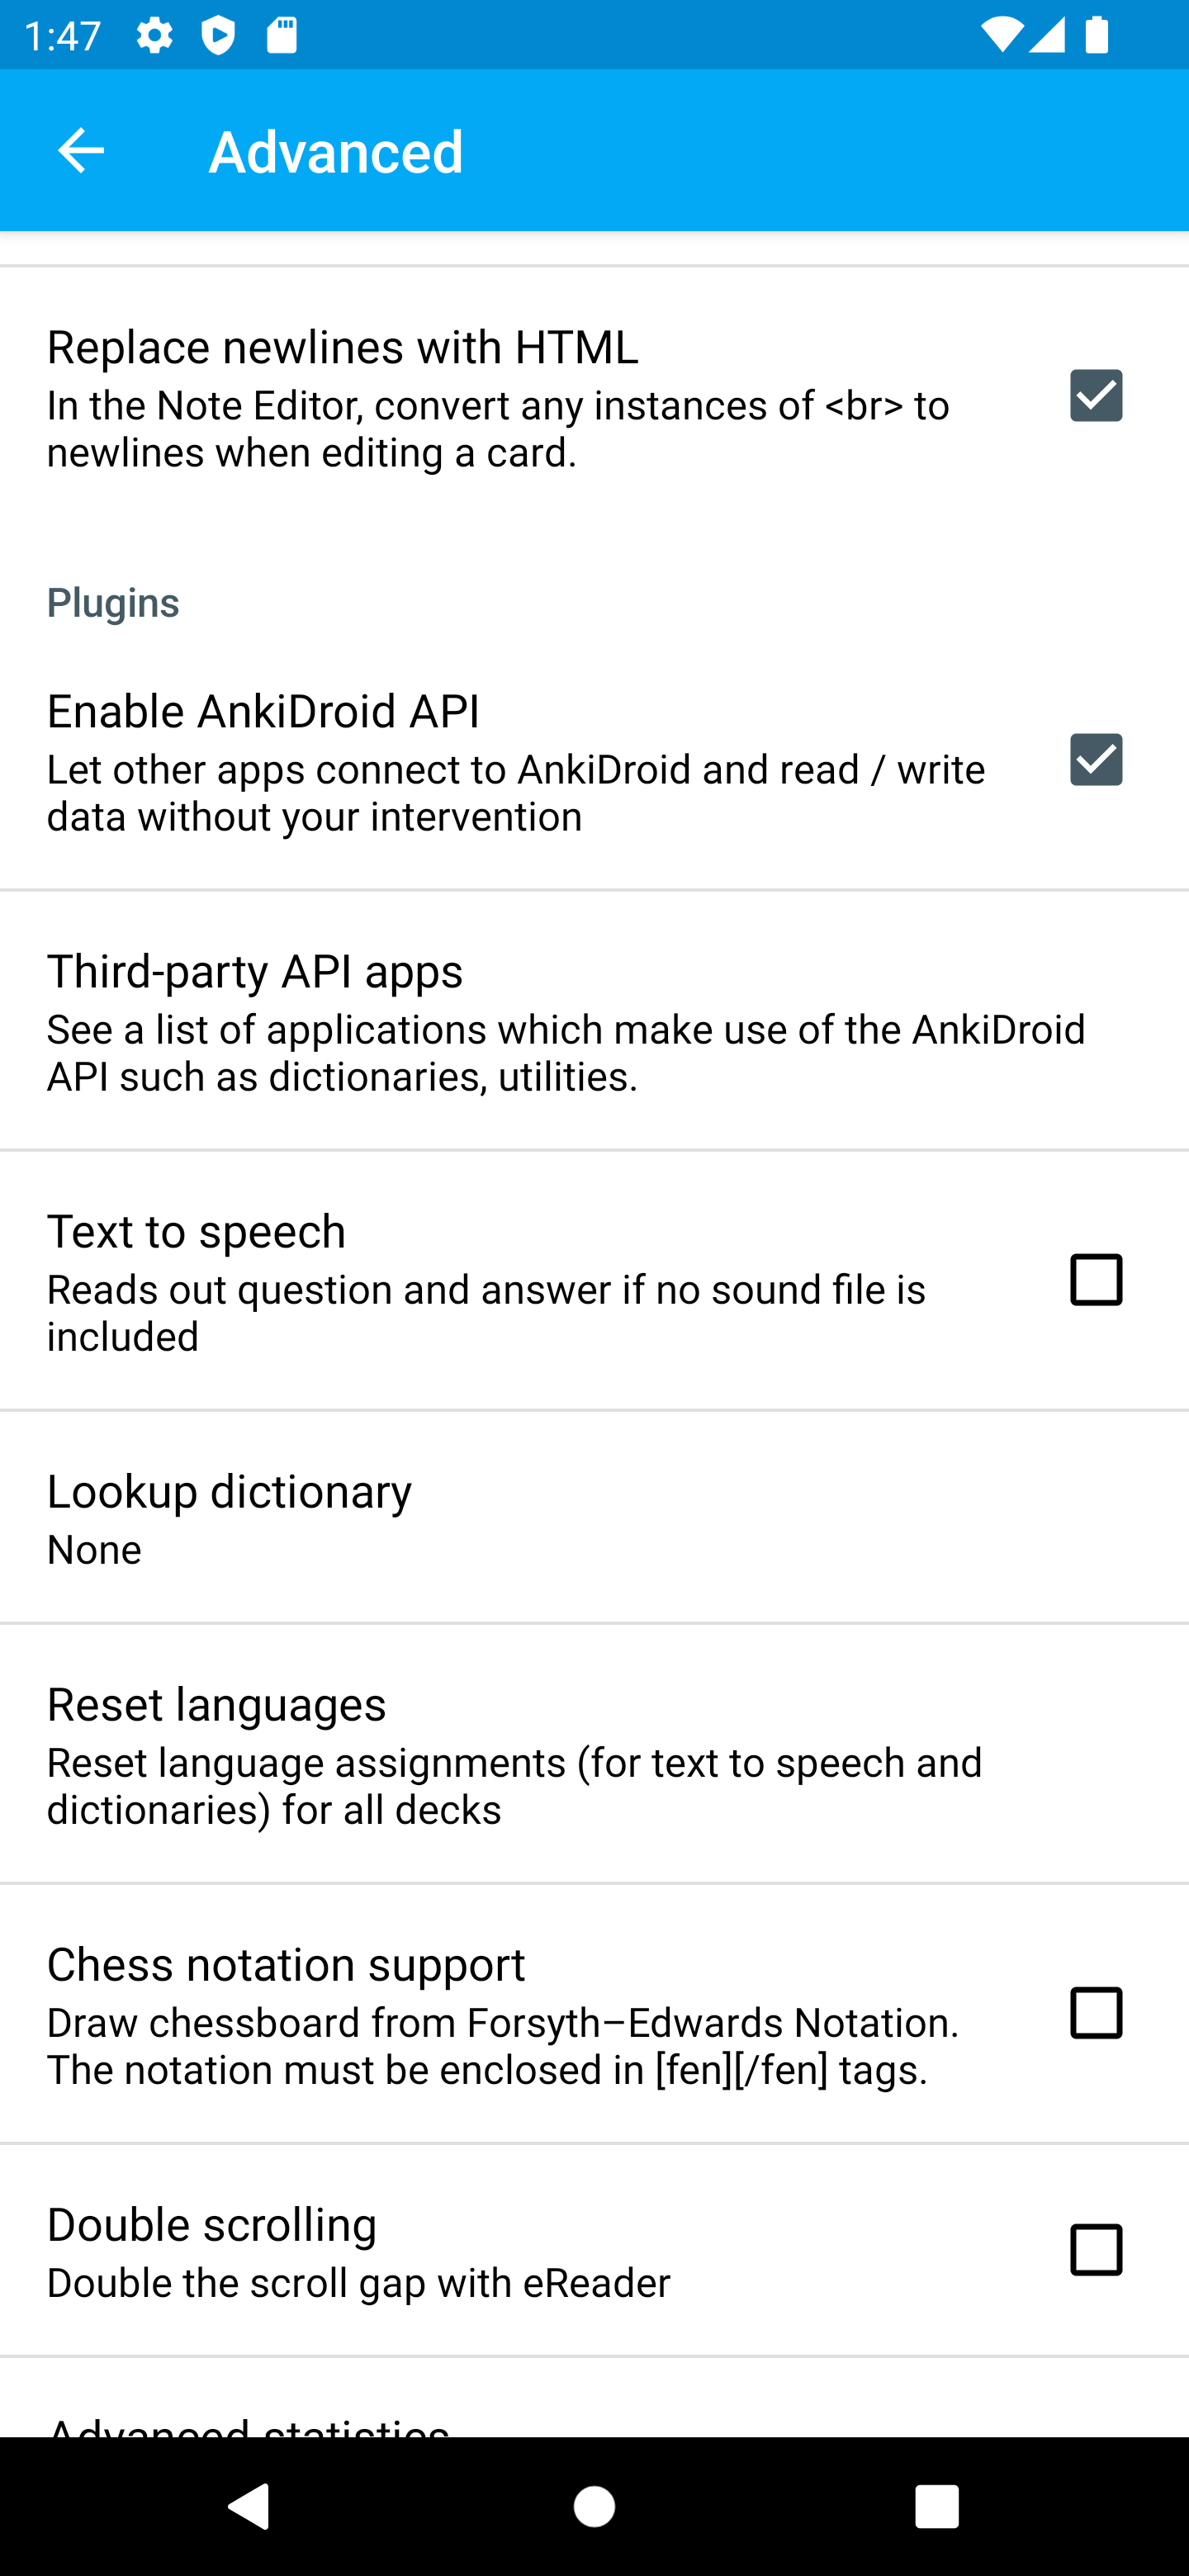 1:47
Advanced
Replace newlines with HTML
In the Note Editor, convert any instances of <br> to
newlines when editing a card.
Plugins
Enable AnkiDroid API
Let other apps connect to AnkiDroid and read / write
data without your intervention
Third-party API apps
See a list of applications which make use of the AnkiDroid
API such as dictionaries, utilities.
Text to speech
Reads out question and answer if no sound file is
included
Lookup dictionary
None
Reset languages
Reset language assignments (for text to speech and
dictionaries) for all decks
Chess notation support
Draw chessboard from Forsyth–Edwards Notation.
The notation must be enclosed in [fen][/fen] tags.
Double scrolling
Double the scroll gap with eReader
Advanced statistics